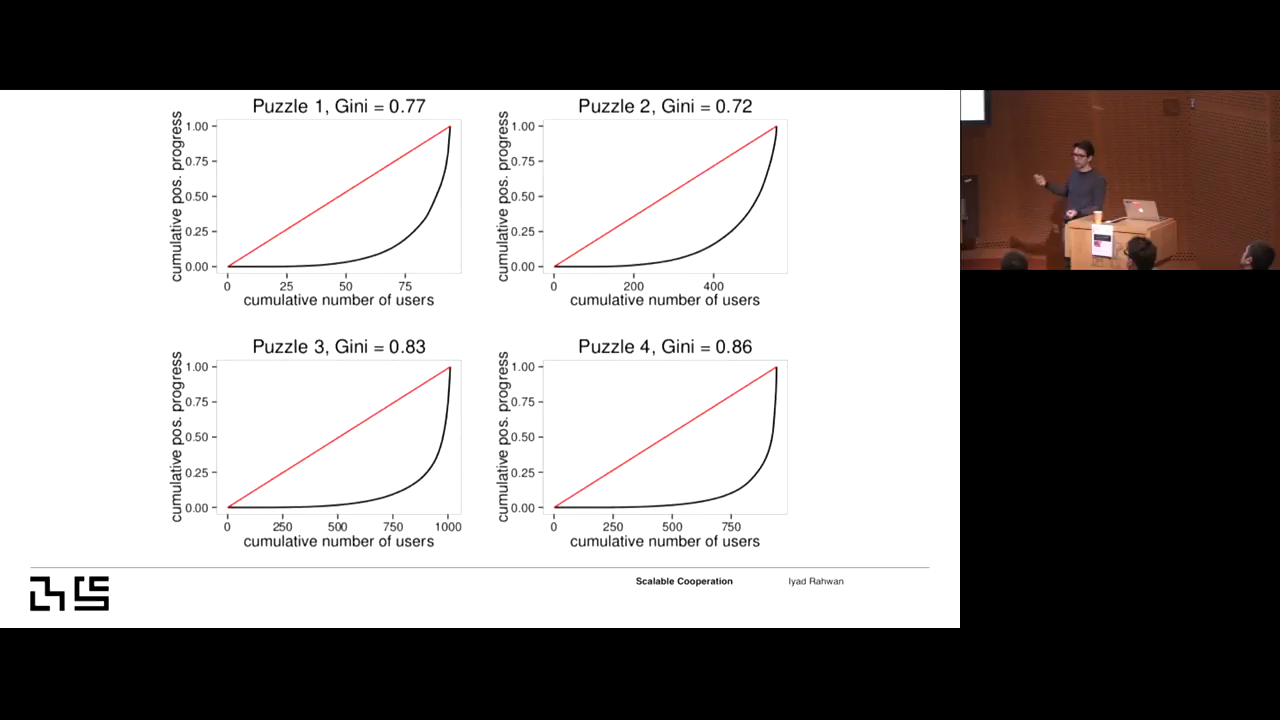 Puzzle 1, Gini = 0.77
cumulative pos. progress
1.00
0.75
0.50
0.25
0.00
0 25 50 75
cumulative number of users
Puzzle 2, Gini = 0.72
cumulative pos. progress
1.00
0.75
0.50
0.25
0.00
0 200 400
cumulative number of users
Puzzle 3, Gini = 0.83
cumulative pos. progress
1.00
0.75
0.50
0.25
0.00
0 250 500 750 1000
cumulative number of users
Puzzle 4, Gini = 0.86
cumulative pos. progress
1.00
0.75
0.50
0.25
0.00
0 250 500 750
cumulative number of users
Scalable Cooperation Iyad Rahwan